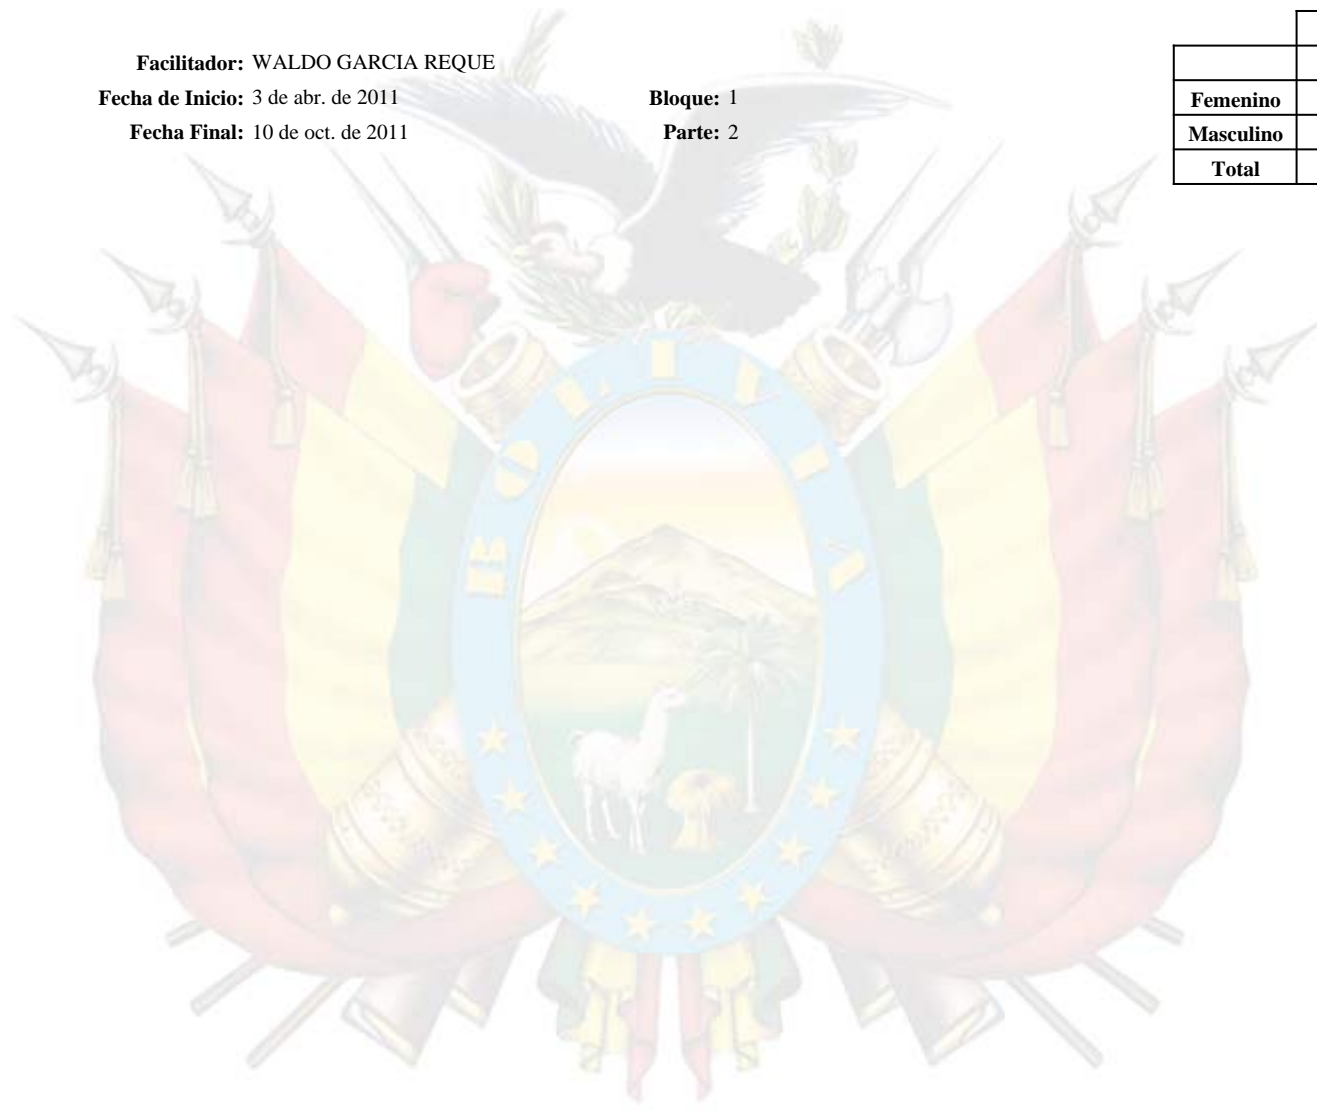 Facilitador: WALDO GARCIA REQUE
Fecha de Inicio: 3 de abr. de 2011
Bloque: 1
Fecha Final: 10 de oct. de 2011
Parte: 2
Femenino
Masculino
Total
BOLIVIA